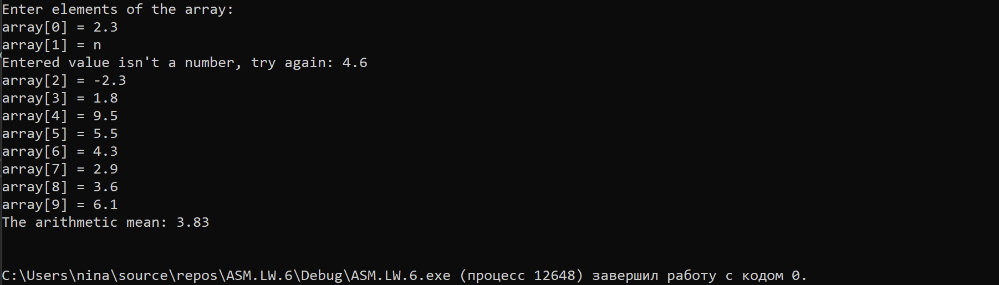 Enter elements of the array:
array[0] = 2.3
array[1] = n
Entered value isn't a number, try again: 4.6
array[2] = -2.3
array[3] = 1.8
array[4] = 9.5
array[5] = 5.5
array[6] = 4.3
array[7] = 2.9
array[8] = 3.6
array[9] = 6.1
The arithmetic mean: 3.83
C:\Users\nina\source\repos\ASM.LW.6\Debug\ASM.LW.6.exe (процесс 12648) завершил работу с кодом 0.